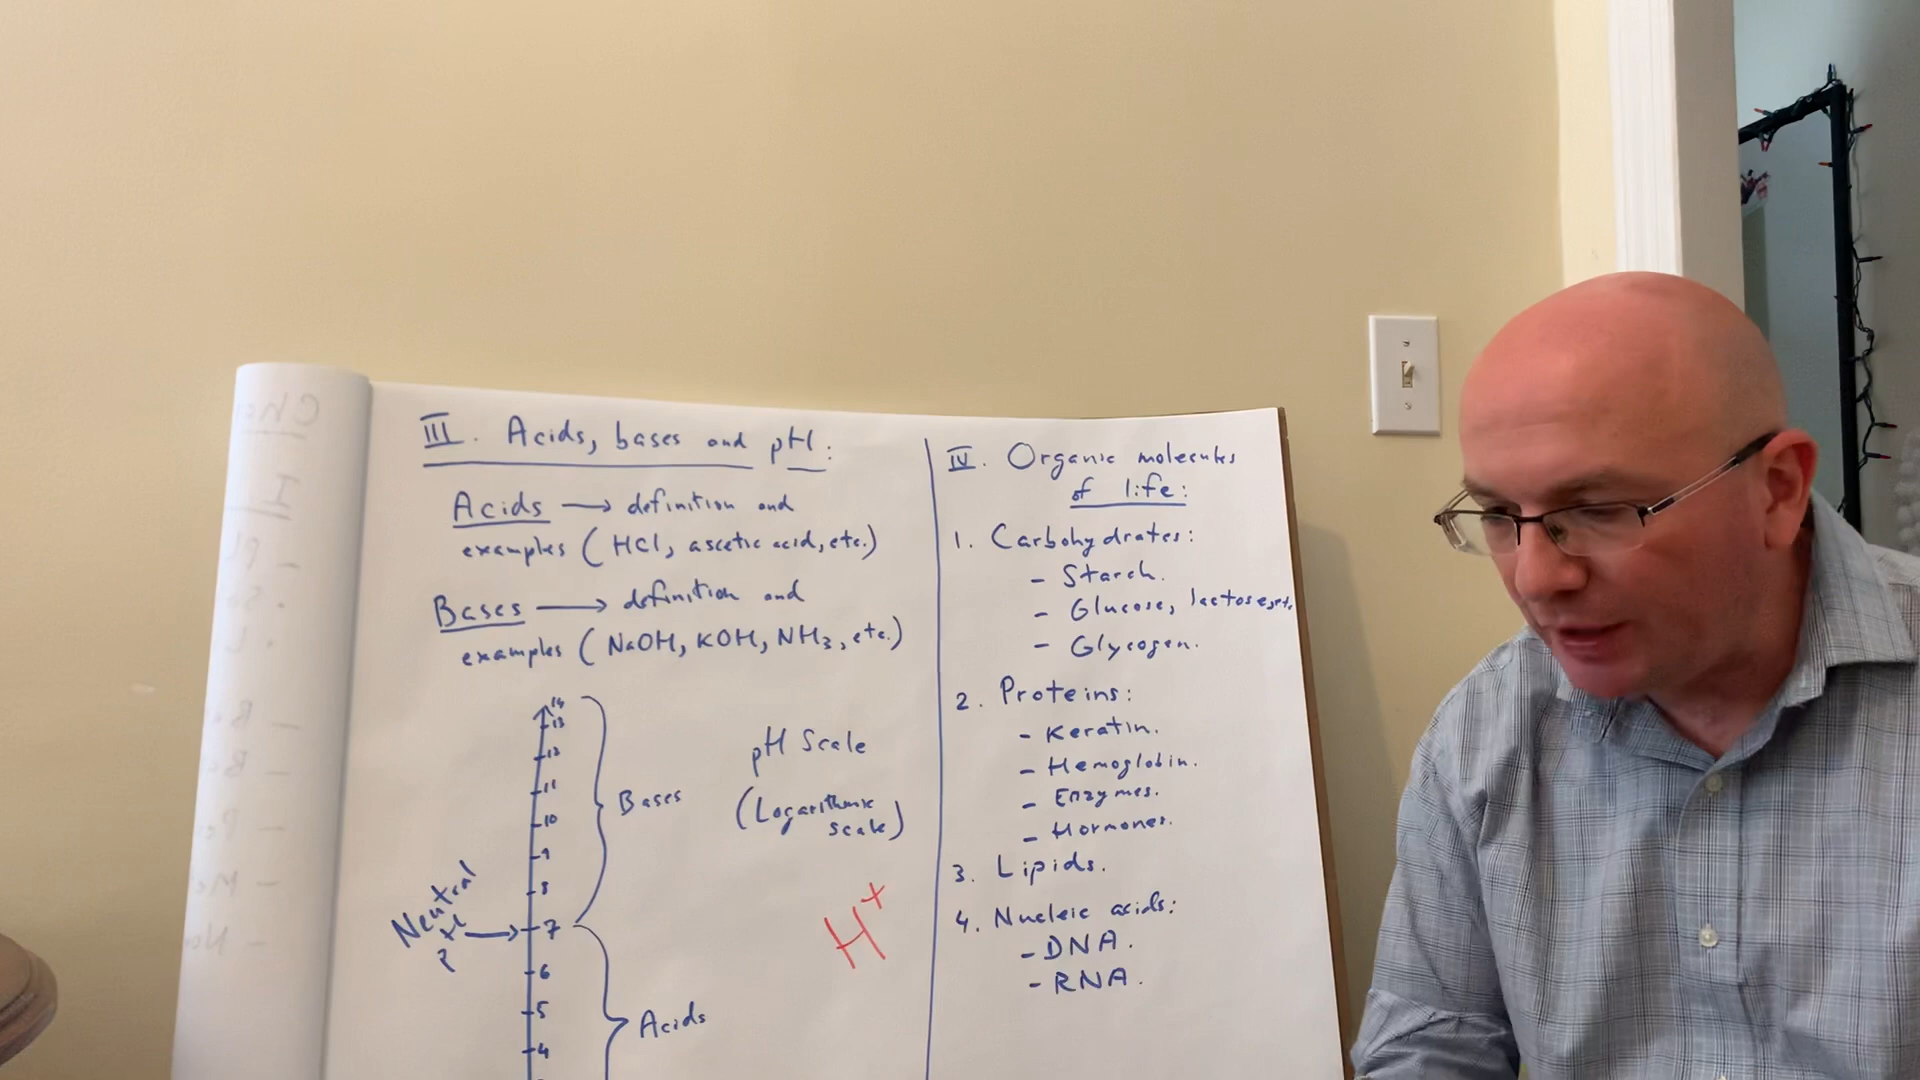 III. Acids, bases and pH:
Acids → definition and
examples (HCl, ascetic acid, etc.)
Bases → definition and
examples (NaOH, KOH, NH3, etc.)
14
13
12
11
10
9
8
7
6
5
4
Bases
Neutral
pH
Acids
pH Scale
(Logarithmic
scale)
H+
IV. Organic molecules
of life:
1. Carbohydrates:
- Starch.
- Glucose, lactose, etc.
- Glycogen.
2. Proteins:
- Keratin.
- Hemoglobin.
- Enzymes.
- Hormones.
3. Lipids.
4. Nucleic acids:
- DNA.
- RNA.